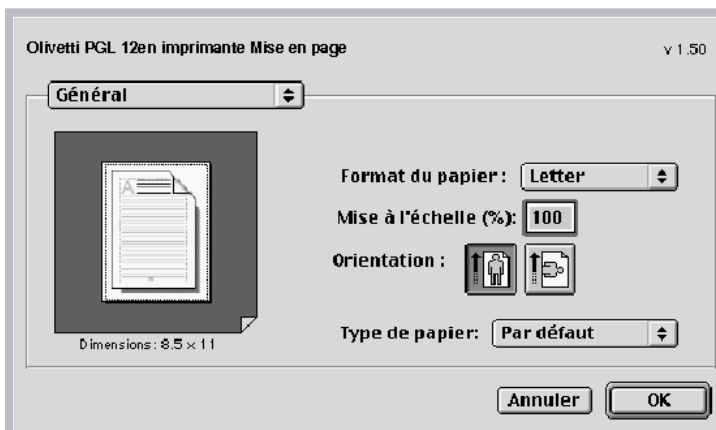 Olivetti PGL 12en imprimante Mise en page
v 1.50
Général
Format du papier : Letter
Mise à l'échelle (%): 100
Orientation :
Dimensions : 8.5 x 11
Type de papier: Par défaut
Annuler
OK